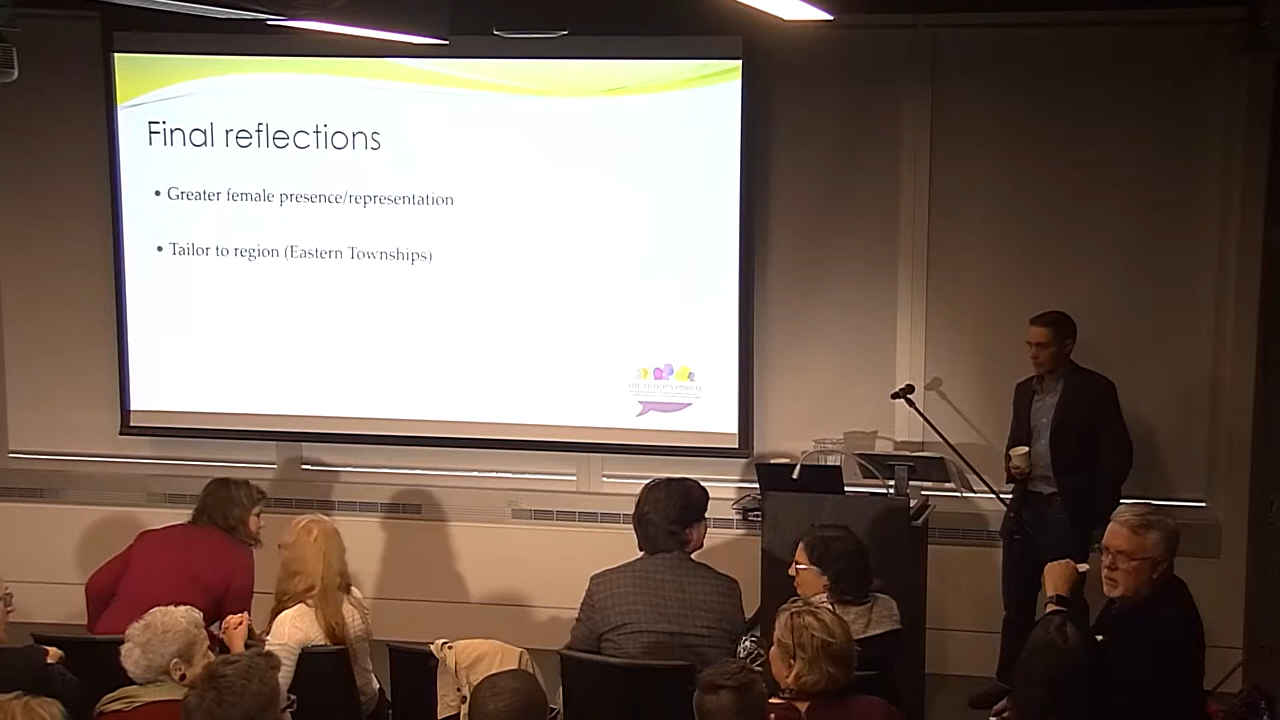 Final reflections
• Greater female presence/representation
• Tailor to region (Eastern Townships)